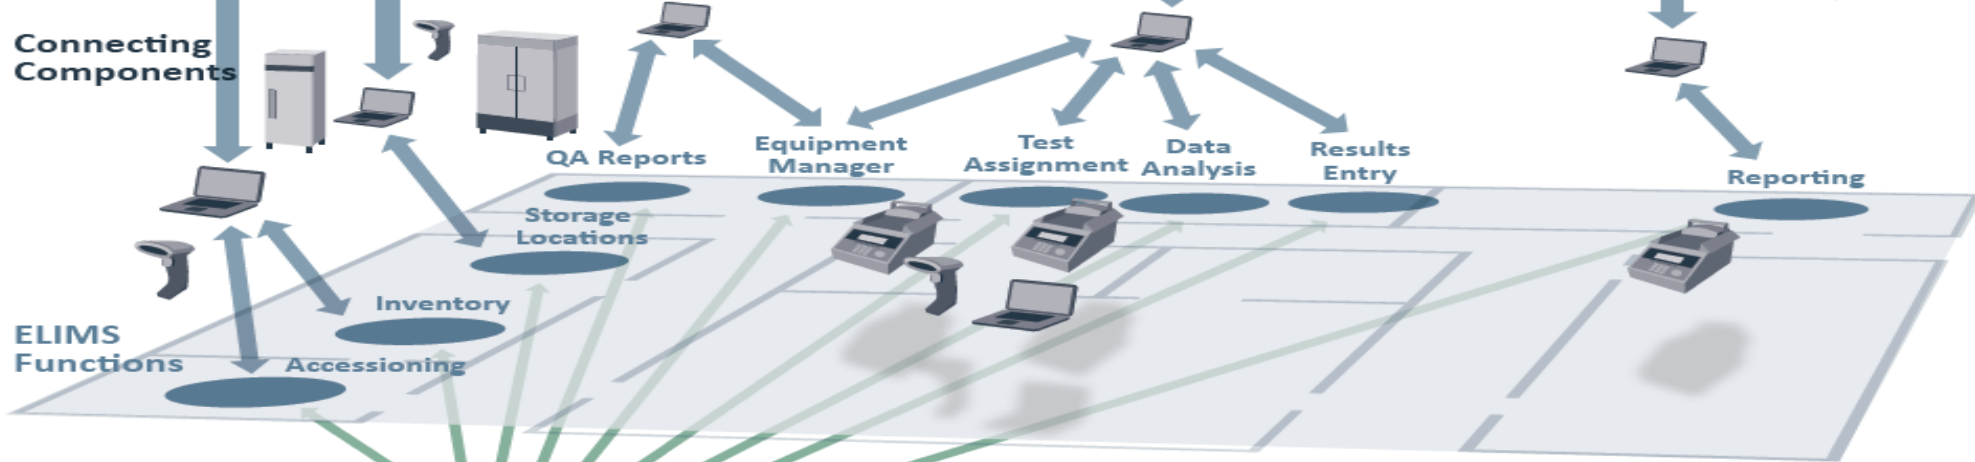 Connecting
Components
QA Reports
Equipment
Manager
Test
Assignment
Data
Analysis
Results
Entry
Reporting
Storage
Locations
Inventory
ELIMS
Functions
Accessioning